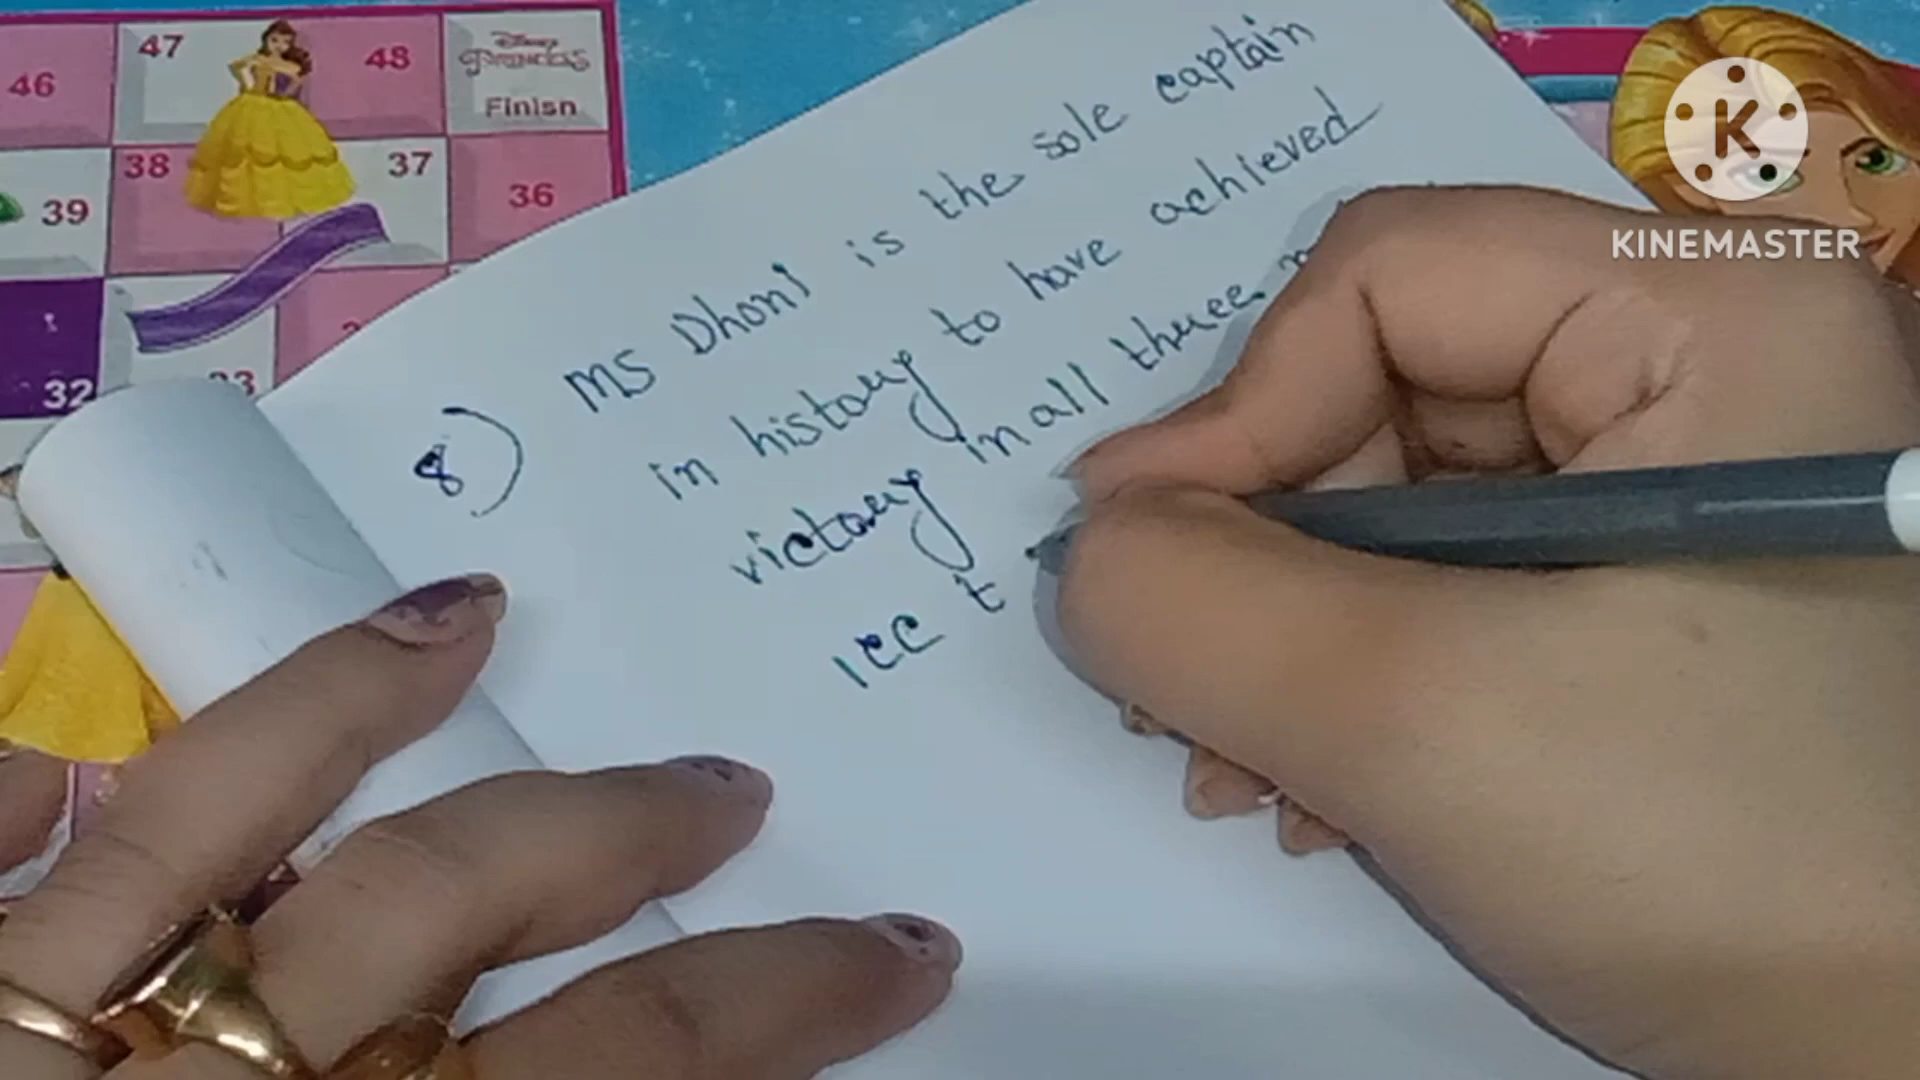 46
47
48
Disney
Princess
Finish
39
38
37
36
32
33
KINEMASTER
8) MS Dhoni is the sole captain
in history to have achieved
victory in all three
ICC t